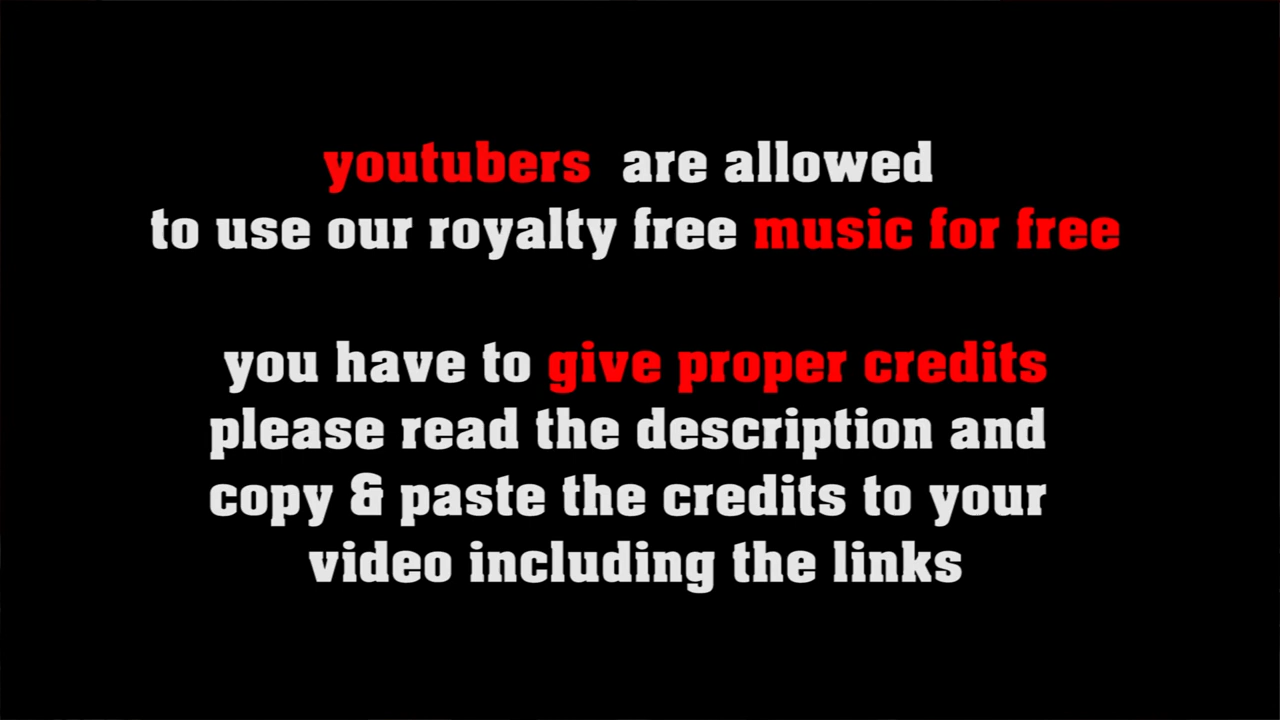 youtubers are allowed
to use our royalty free music for free
you have to give proper credits
please read the description and
copy & paste the credits to your
video including the links